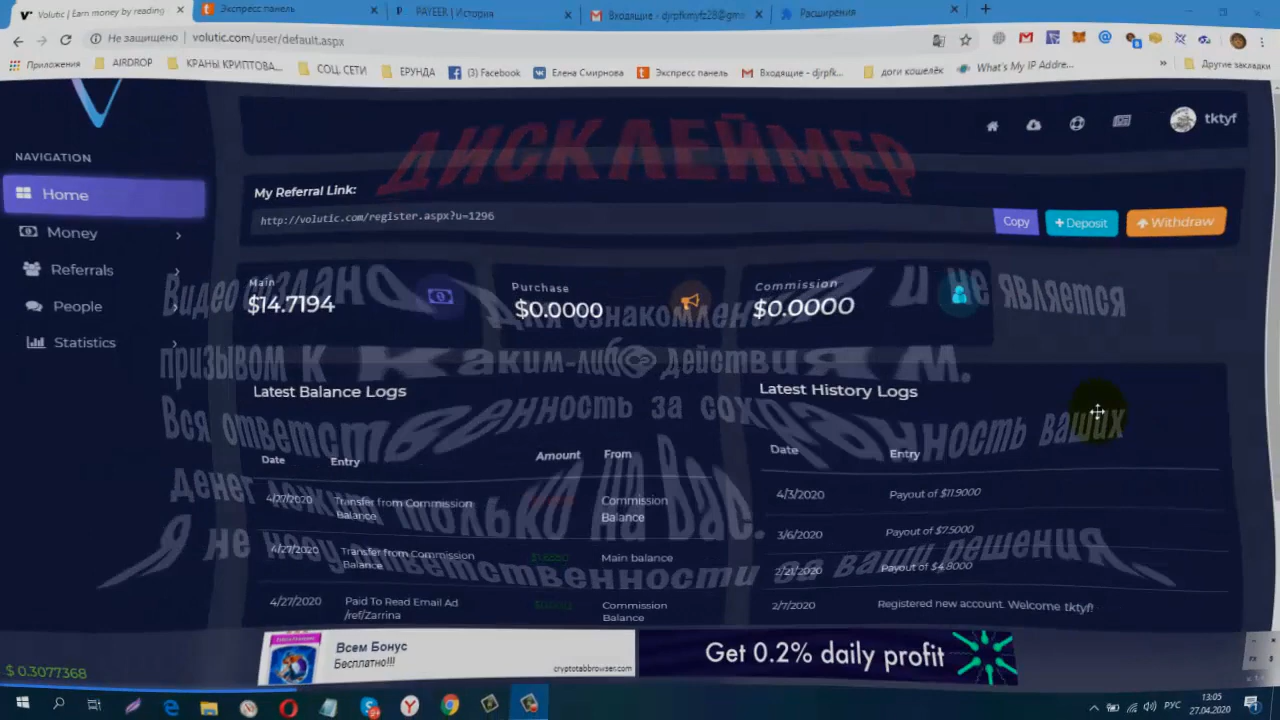 Volutic | Earn money by reading
Экспресс панель
PAYEER | История
Входящие - djrpfkmyfz28@gma
Расширения
Не защищено
volutic.com/user/default.aspx
Приложения
AIRDROP
КРАНЫ КРИПТОВА...
СОЦ. СЕТИ
ЕРУНДА
(3) Facebook
Елена Смирнова
Экспресс панель
Входящие - djrpfk...
доги кошелёк
What's My IP Addre...
Другие закладки
ДИСКЛЕЙМЕР
tktyf
NAVIGATION
Home
Money
Referrals
People
Statistics
My Referral Link:
http://volutic.com/register.aspx?u=1296
Copy
Deposit
Withdraw
Main
$14.7194
Purchase
$0.0000
Commission
$0.0000
Видео создано для ознакомления и не является
призывом к каким-либо действиям.
Вся ответственность за сохранность ваших
денег ложится только на Вас.
Я не несу ответственности за ваши решения.
Latest Balance Logs
Date Entry Amount From
4/27/2020 Transfer from Commission Balance Commission Balance
4/27/2020 Transfer from Commission Balance Main balance
4/27/2020 Paid To Read Email Ad /ref/Zarrina Commission Balance
Latest History Logs
Date Entry
4/3/2020 Payout of $11.9000
3/6/2020 Payout of $7.5000
2/21/2020 Payout of $4.8000
2/7/2020 Registered new account. Welcome tktyf!
Всем Бонус
Бесплатно!!!
cryptotabbrowser.com
Get 0.2% daily profit
$ 0.3077368
РУС
13:05
27.04.2020